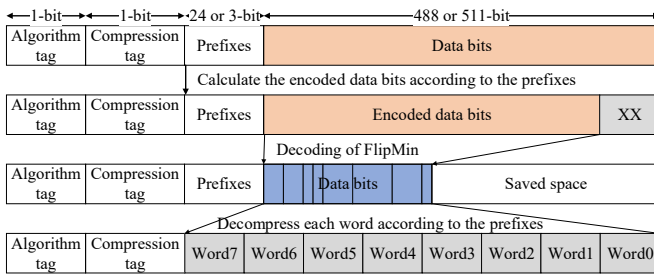 1-bit 1-bit 24 or 3-bit 488 or 511-bit
Algorithm tag Compression tag Prefixes Data bits
Calculate the encoded data bits according to the prefixes
Algorithm tag Compression tag Prefixes Encoded data bits XX
Decoding of FlipMin
Algorithm tag Compression tag Prefixes Data bits Saved space
Decompress each word according to the prefixes
Algorithm tag Compression tag Word7 Word6 Word5 Word4 Word3 Word2 Word1 Word0